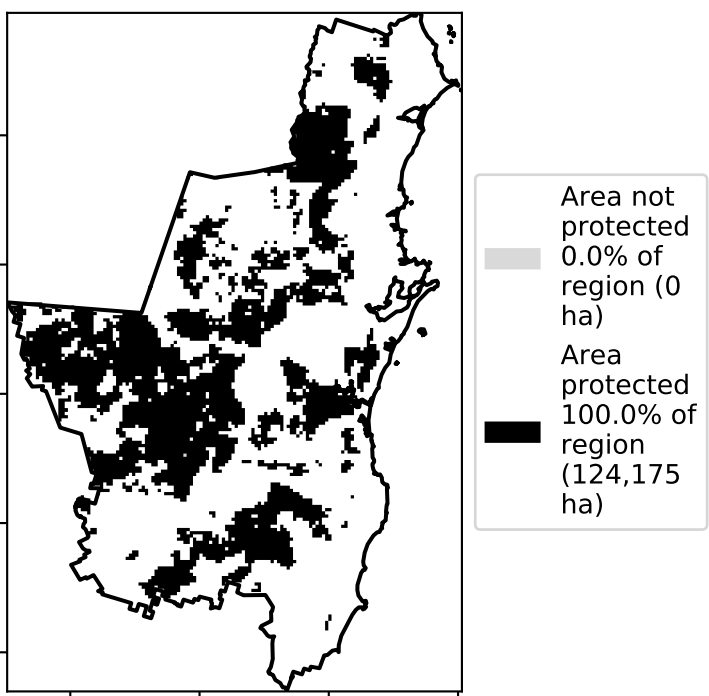 Area not
protected
0.0% of
region (0
ha)
Area
protected
100.0% of
region
(124,175
ha)